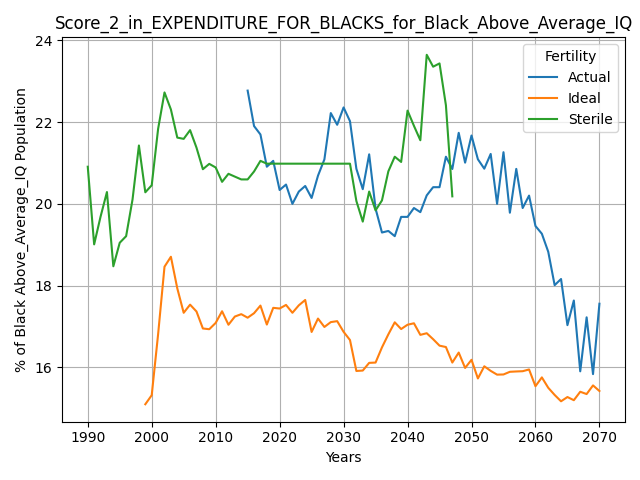 Score_2_in_EXPENDITURE_FOR_BLACKS_for_Black_Above_Average_IQ
% of Black Above_Average_IQ Population
24
22
20
18
16
Fertility
Actual
Ideal
Sterile
1990 2000 2010 2020 2030 2040 2050 2060 2070
Years